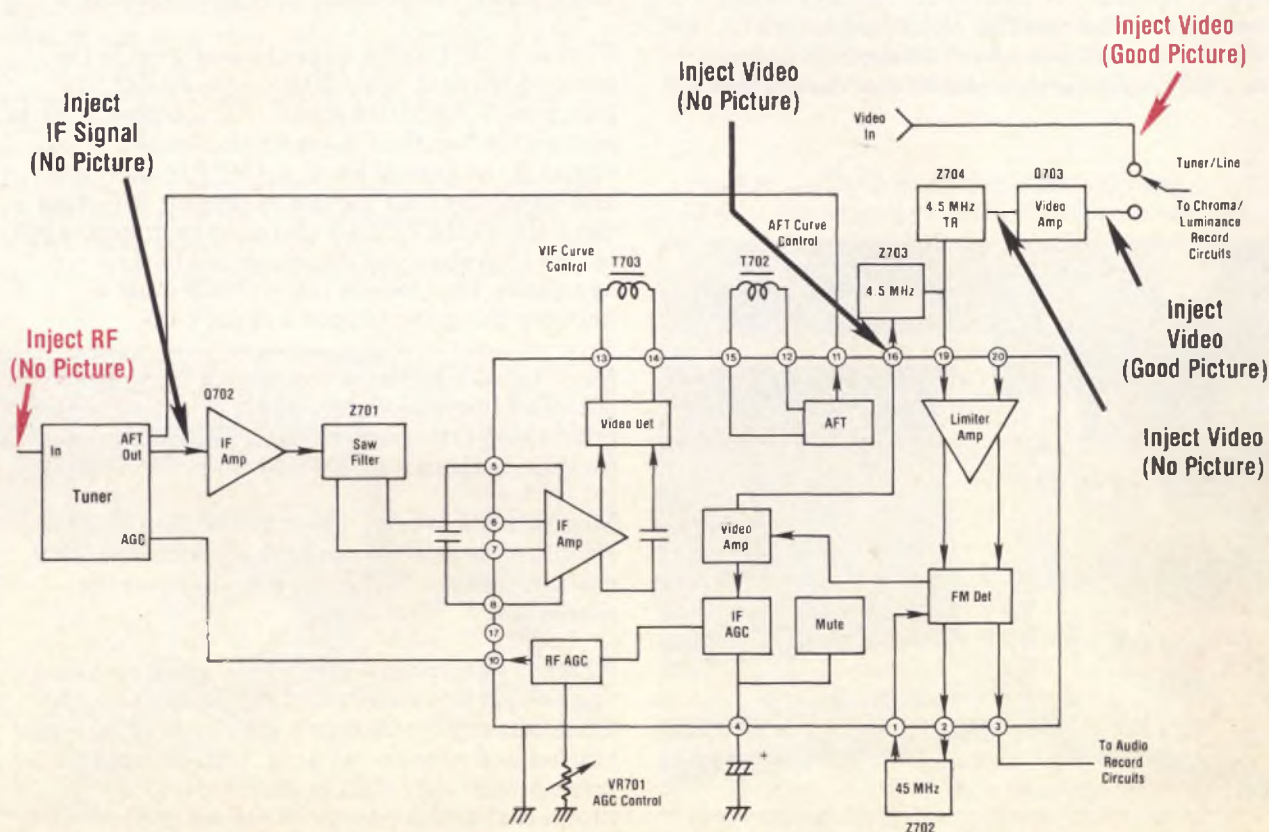 Inject Video
(Good Picture)
Inject Video
(No Picture)
Inject
IF Signal
(No Picture)
Video
In
Tuner/Line
Z704
4.5 MHz
TR
Q703
Video
Amp
To Chroma/
Luminance
Record
Circuits
AFT Curve
Control
VIF Curve
Control
T703
T702
Z703
4.5 MHz
Inject
Video
(Good Picture)
Inject RF
(No Picture)
13
14
15
12
11
16
19
20
Inject Video
(No Picture)
Q702
Z701
In
AFT
Out
Tuner
AGC
IF
Amp
Saw
Filter
Video Det
AFT
Limiter
Amp
5
6
7
8
17
10
IF
Amp
Video
Amp
FM Det
IF
AGC
Mute
RF AGC
4
1
2
3
+
To Audio
Record
Circuits
VR701
AGC Control
45 MHz
Z702